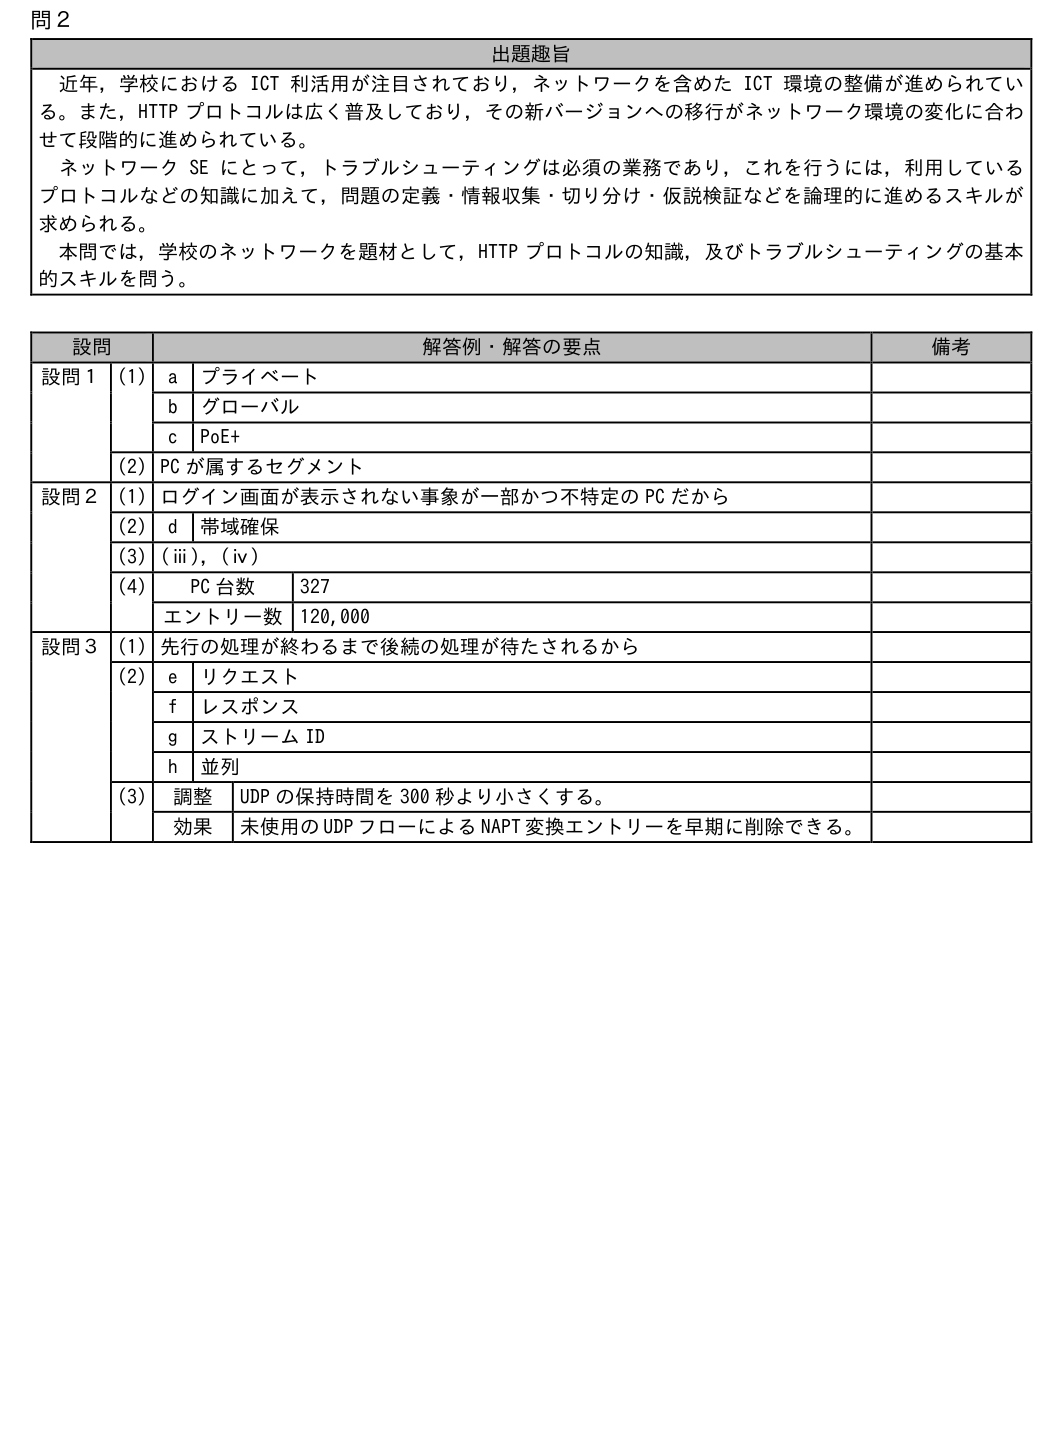 問２
出題趣旨
近年，学校における ICT 利活用が注目されており，ネットワークを含めた ICT 環境の整備が進められてい
る。また，HTTP プロトコルは広く普及しており，その新バージョンへの移行がネットワーク環境の変化に合わ
せて段階的に進められている。
ネットワーク SE にとって，トラブルシューティングは必須の業務であり，これを行うには，利用している
プロトコルなどの知識に加えて，問題の定義・情報収集・切り分け・仮説検証などを論理的に進めるスキルが
求められる。
本問では，学校のネットワークを題材として，HTTP プロトコルの知識，及びトラブルシューティングの基本
的スキルを問う。
設問 解答例・解答の要点 備考
設問１ (1) a プライベート
b グローバル
c PoE+
(2) PC が属するセグメント
設問２ (1) ログイン画面が表示されない事象が一部かつ不特定の PC だから
(2) d 帯域確保
(3) (ⅲ)，(ⅳ)
(4) PC 台数 327
エントリー数 120,000
設問３ (1) 先行の処理が終わるまで後続の処理が待たされるから
(2) e リクエスト
f レスポンス
g ストリーム ID
h 並列
(3) 調整 UDP の保持時間を 300 秒より小さくする。
効果 未使用の UDP フローによる NAPT 変換エントリーを早期に削除できる。